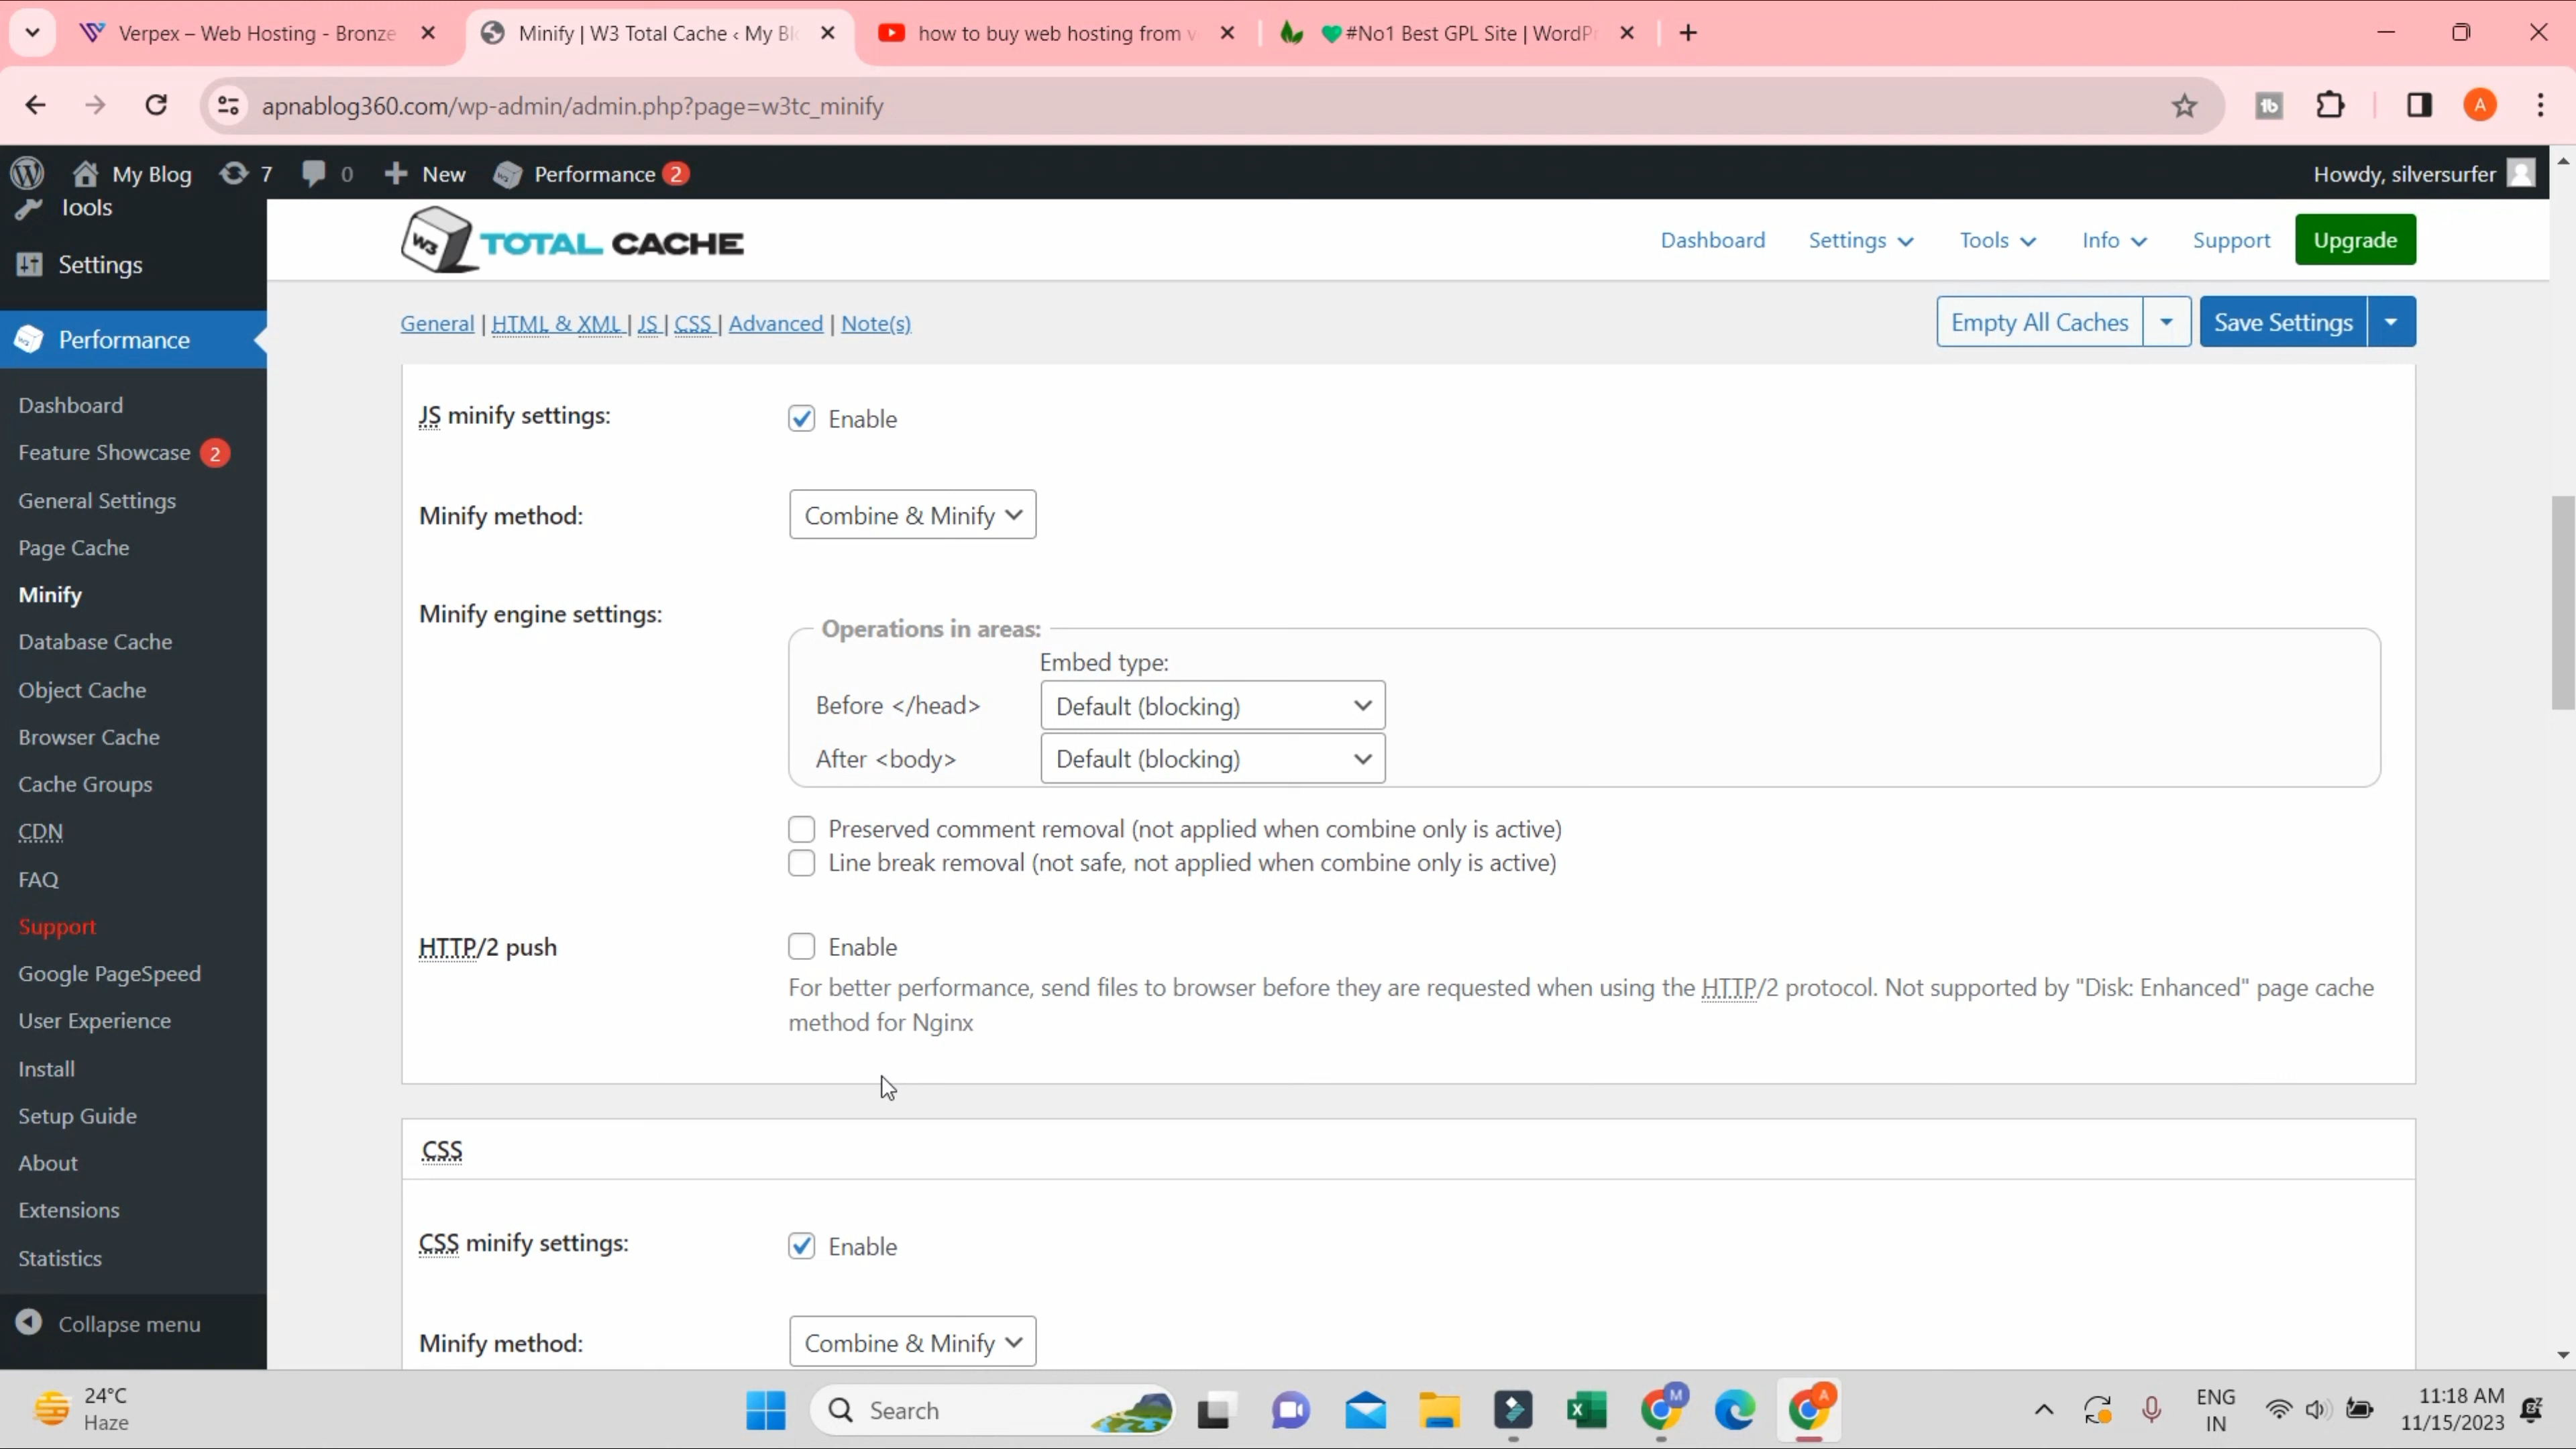 Verpex – Web Hosting - Bronze
Minify | W3 Total Cache ‹ My Bl
how to buy web hosting from
#No1 Best GPL Site | WordP
apnablog360.com/wp-admin/admin.php?page=w3tc_minify
A
My Blog 7 0 New Performance 2 Howdy, silversurfer
Tools
Settings
Performance
Dashboard
Feature Showcase 2
General Settings
Page Cache
Minify
Database Cache
Object Cache
Browser Cache
Cache Groups
CDN
FAQ
Support
Google PageSpeed
User Experience
Install
Setup Guide
About
Extensions
Statistics
Collapse menu
W3 TOTAL CACHE
Dashboard Settings Tools Info Support Upgrade
General | HTML & XML | JS | CSS | Advanced | Note(s)
Empty All Caches Save Settings
JS minify settings: Enable
Minify method: Combine & Minify
Minify engine settings:
Operations in areas:
Embed type:
Before </head> Default (blocking)
After <body> Default (blocking)
Preserved comment removal (not applied when combine only is active)
Line break removal (not safe, not applied when combine only is active)
HTTP/2 push Enable
For better performance, send files to browser before they are requested when using the HTTP/2 protocol. Not supported by "Disk: Enhanced" page cache
method for Nginx
CSS
CSS minify settings: Enable
Minify method: Combine & Minify
24°C
Haze
Search
M
A
ENG
IN
11:18 AM
11/15/2023